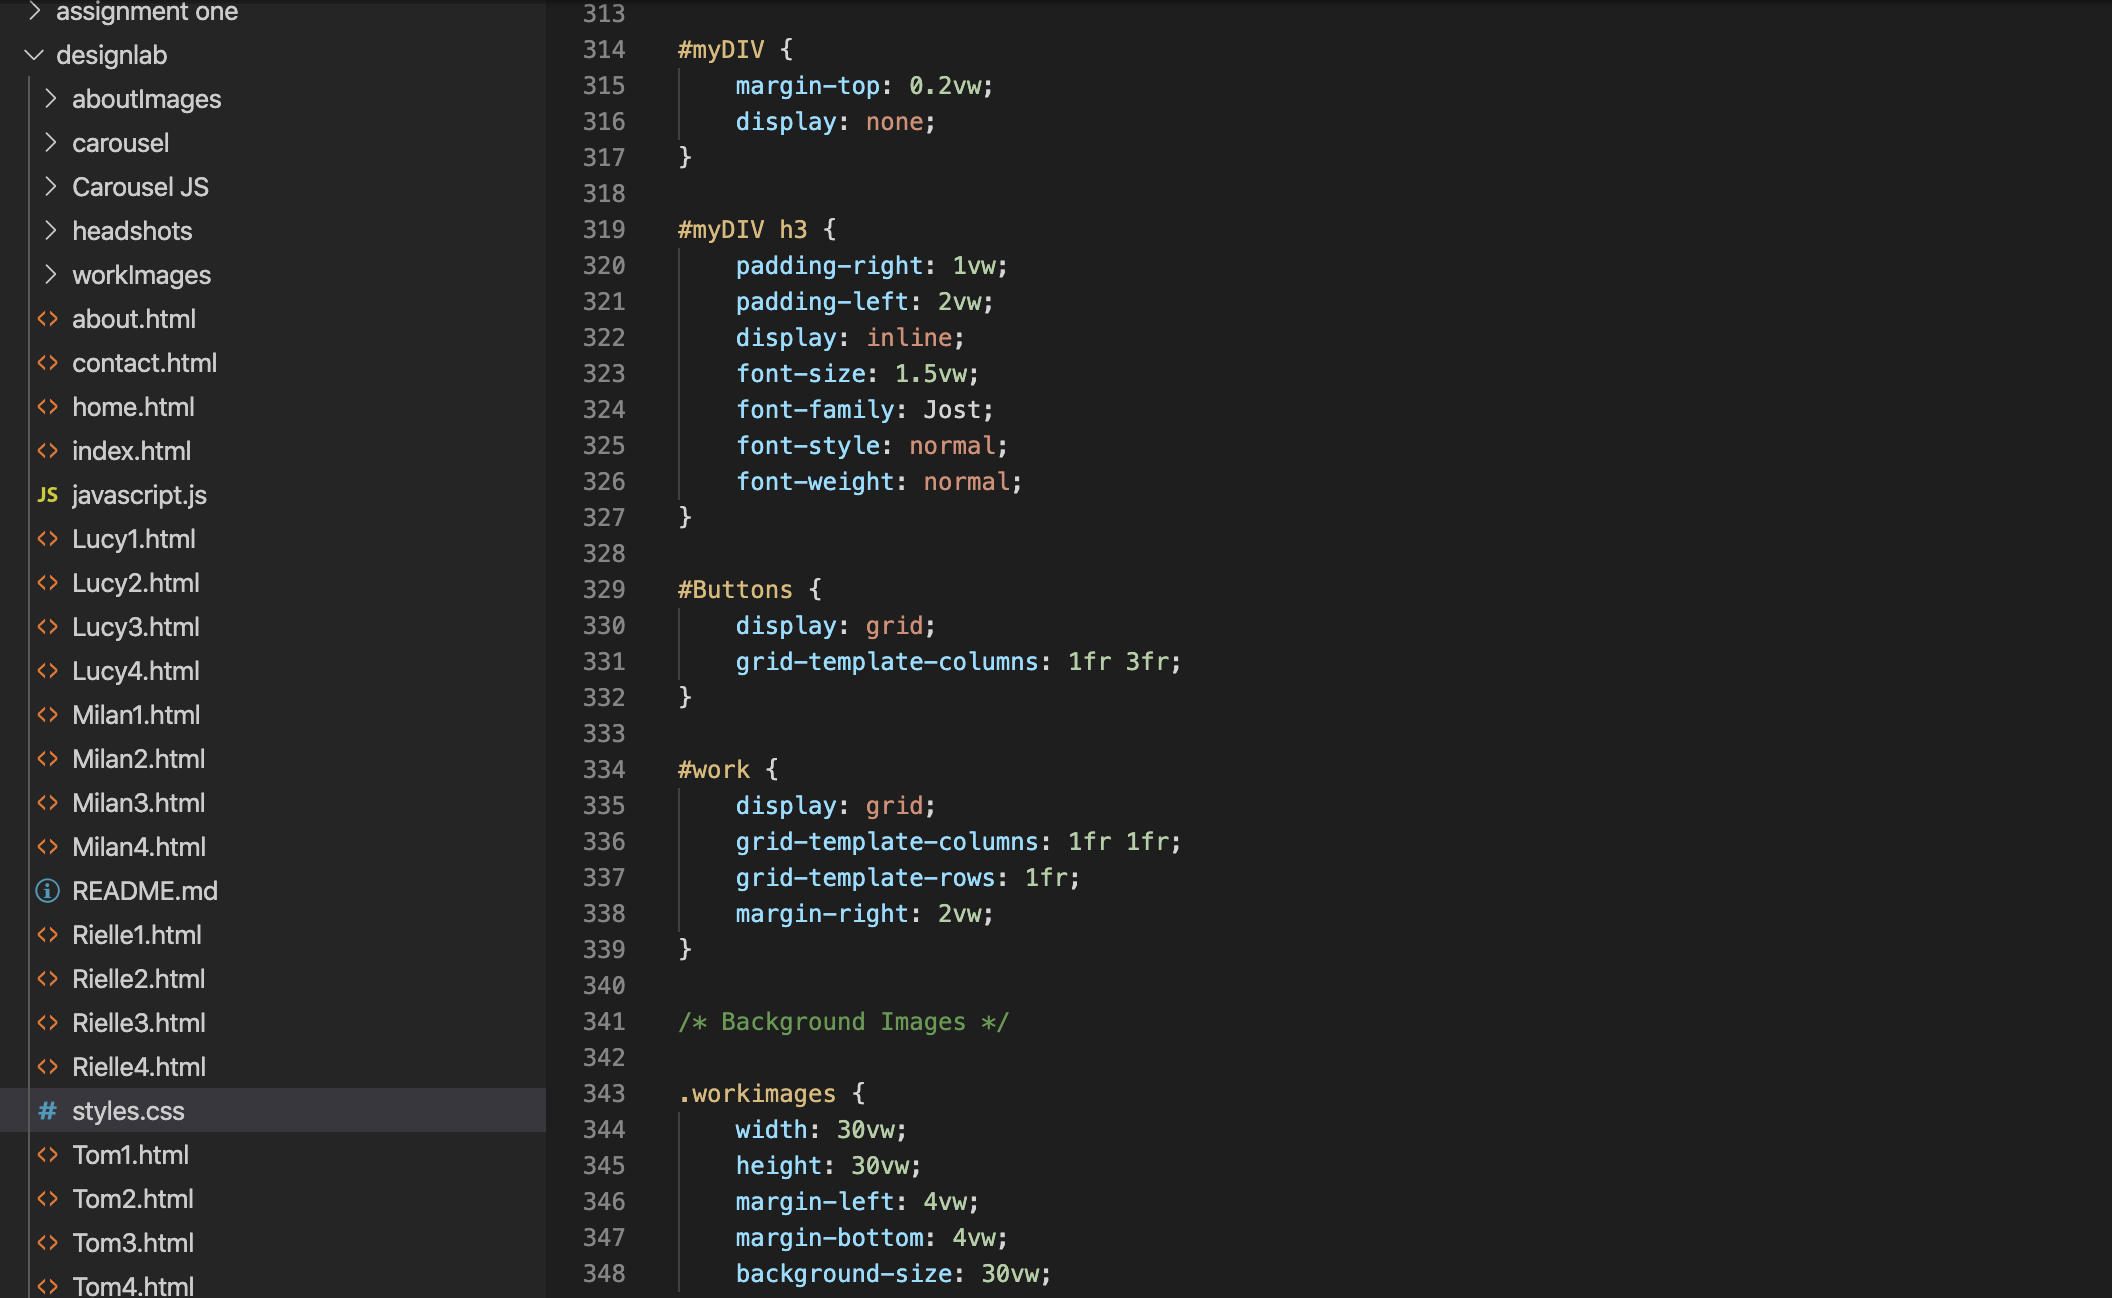 assignment one
designlab
aboutImages
carousel
Carousel JS
headshots
workImages
<> about.html
<> contact.html
<> home.html
<> index.html
JS javascript.js
<> Lucy1.html
<> Lucy2.html
<> Lucy3.html
<> Lucy4.html
<> Milan1.html
<> Milan2.html
<> Milan3.html
<> Milan4.html
i README.md
<> Rielle1.html
<> Rielle2.html
<> Rielle3.html
<> Rielle4.html
# styles.css
<> Tom1.html
<> Tom2.html
<> Tom3.html
<> Tom4.html
313
314 #myDIV {
315 margin-top: 0.2vw;
316 display: none;
317 }
318
319 #myDIV h3 {
320 padding-right: 1vw;
321 padding-left: 2vw;
322 display: inline;
323 font-size: 1.5vw;
324 font-family: Jost;
325 font-style: normal;
326 font-weight: normal;
327 }
328
329 #Buttons {
330 display: grid;
331 grid-template-columns: 1fr 3fr;
332 }
333
334 #work {
335 display: grid;
336 grid-template-columns: 1fr 1fr;
337 grid-template-rows: 1fr;
338 margin-right: 2vw;
339 }
340
341 /* Background Images */
342
343 .workimages {
344 width: 30vw;
345 height: 30vw;
346 margin-left: 4vw;
347 margin-bottom: 4vw;
348 background-size: 30vw;